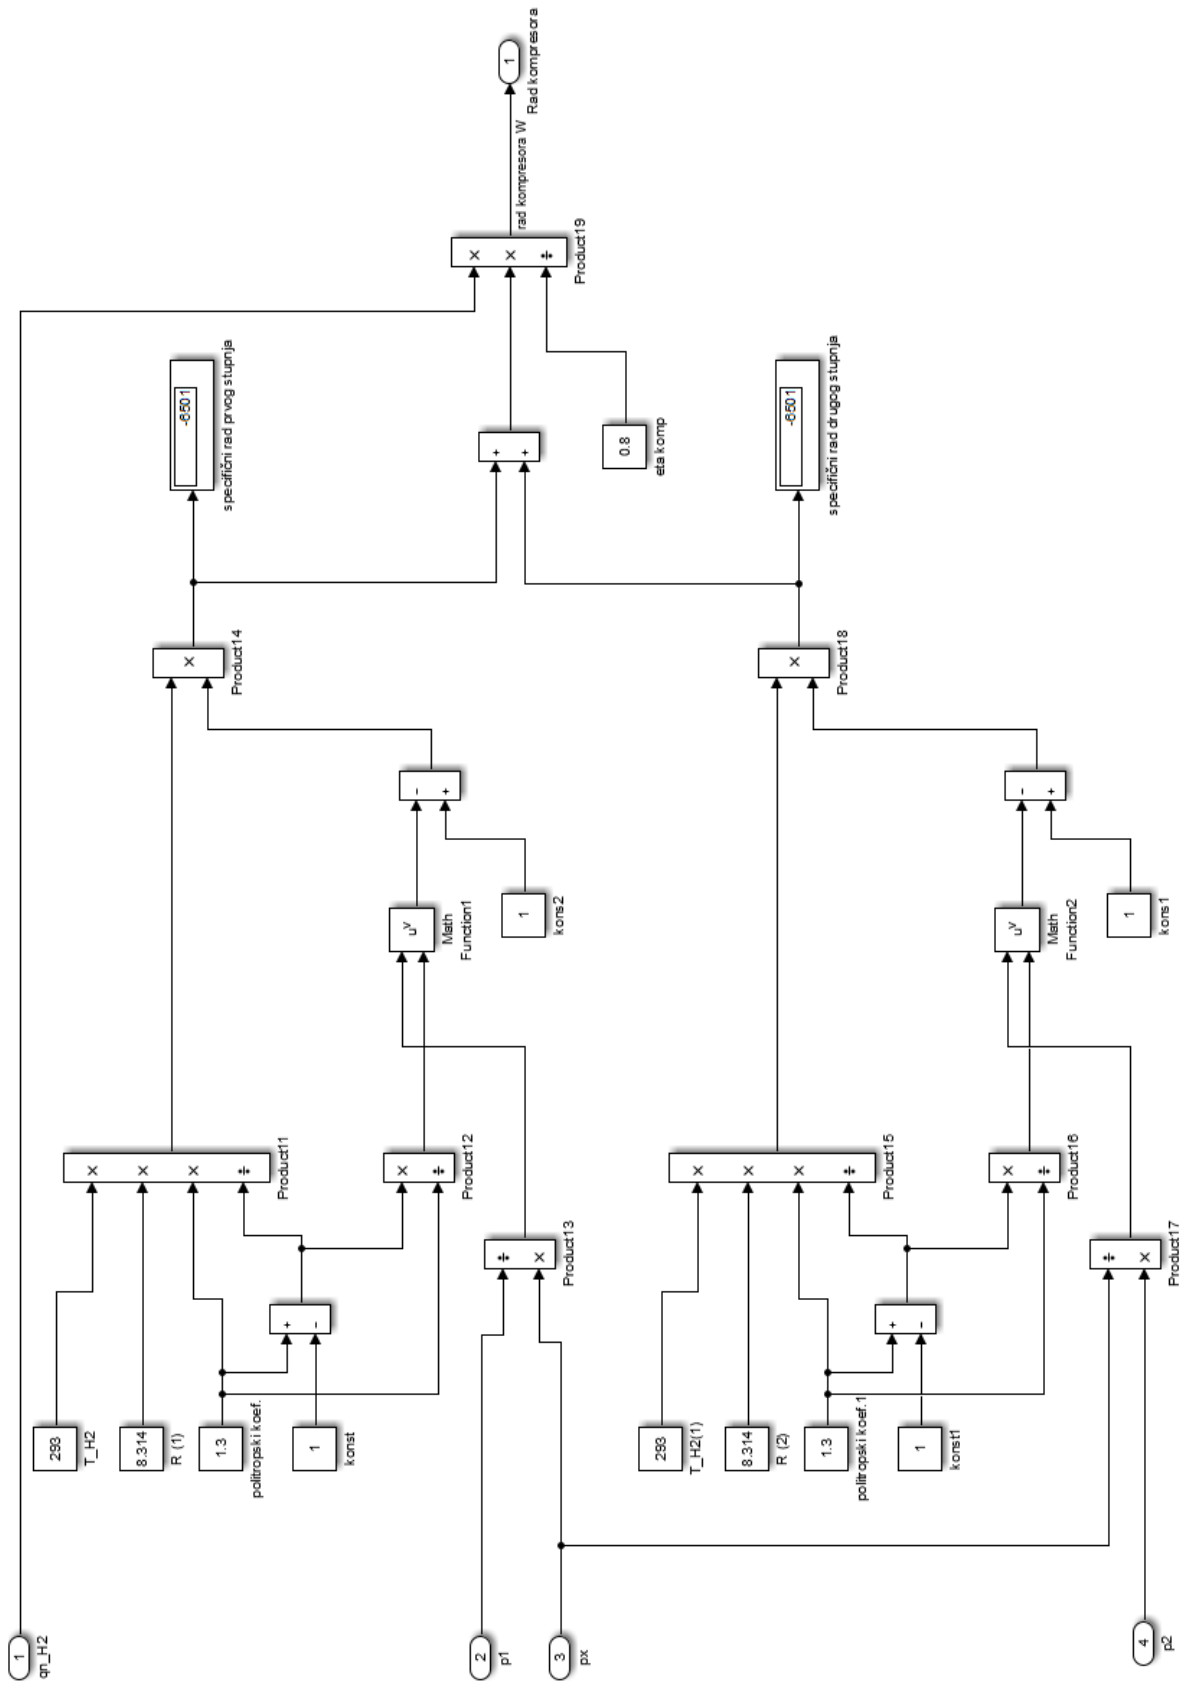 1
qn_H2
2
p1
3
px
4
p2
293
T_H2
8.314
R (1)
1.3
politropski koef.
1
konst
+
-
×
×
×
÷
Product11
×
÷
Product12
÷
×
Product13
u^v
Math
Function1
1
kons2
-
+
×
Product14
-6501
specifični rad prvog stupnja
293
T_H2(1)
8.314
R (2)
1.3
politropski koef.1
1
konst1
+
-
×
×
×
÷
Product15
×
÷
Product16
÷
×
Product17
u^v
Math
Function2
1
kons1
-
+
×
Product18
-6501
specifični rad drugog stupnja
+
+
0.8
eta komp
×
×
÷
Product19
rad kompresora W
1
Rad kompresora